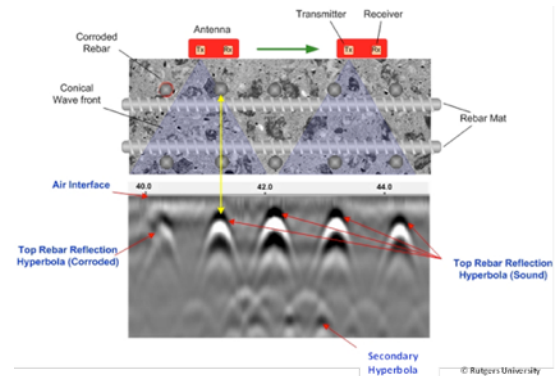 Antenna
Transmitter
Receiver
Corroded
Rebar
Tx
Rx
Tx
Rx
Conical
Wave front
Rebar Mat
Air Interface
40.0
42.0
44.0
Top Rebar Reflection
Hyperbola (Corroded)
Top Rebar Reflection
Hyperbola (Sound)
Secondary
Hyperbola
© Rutgers University